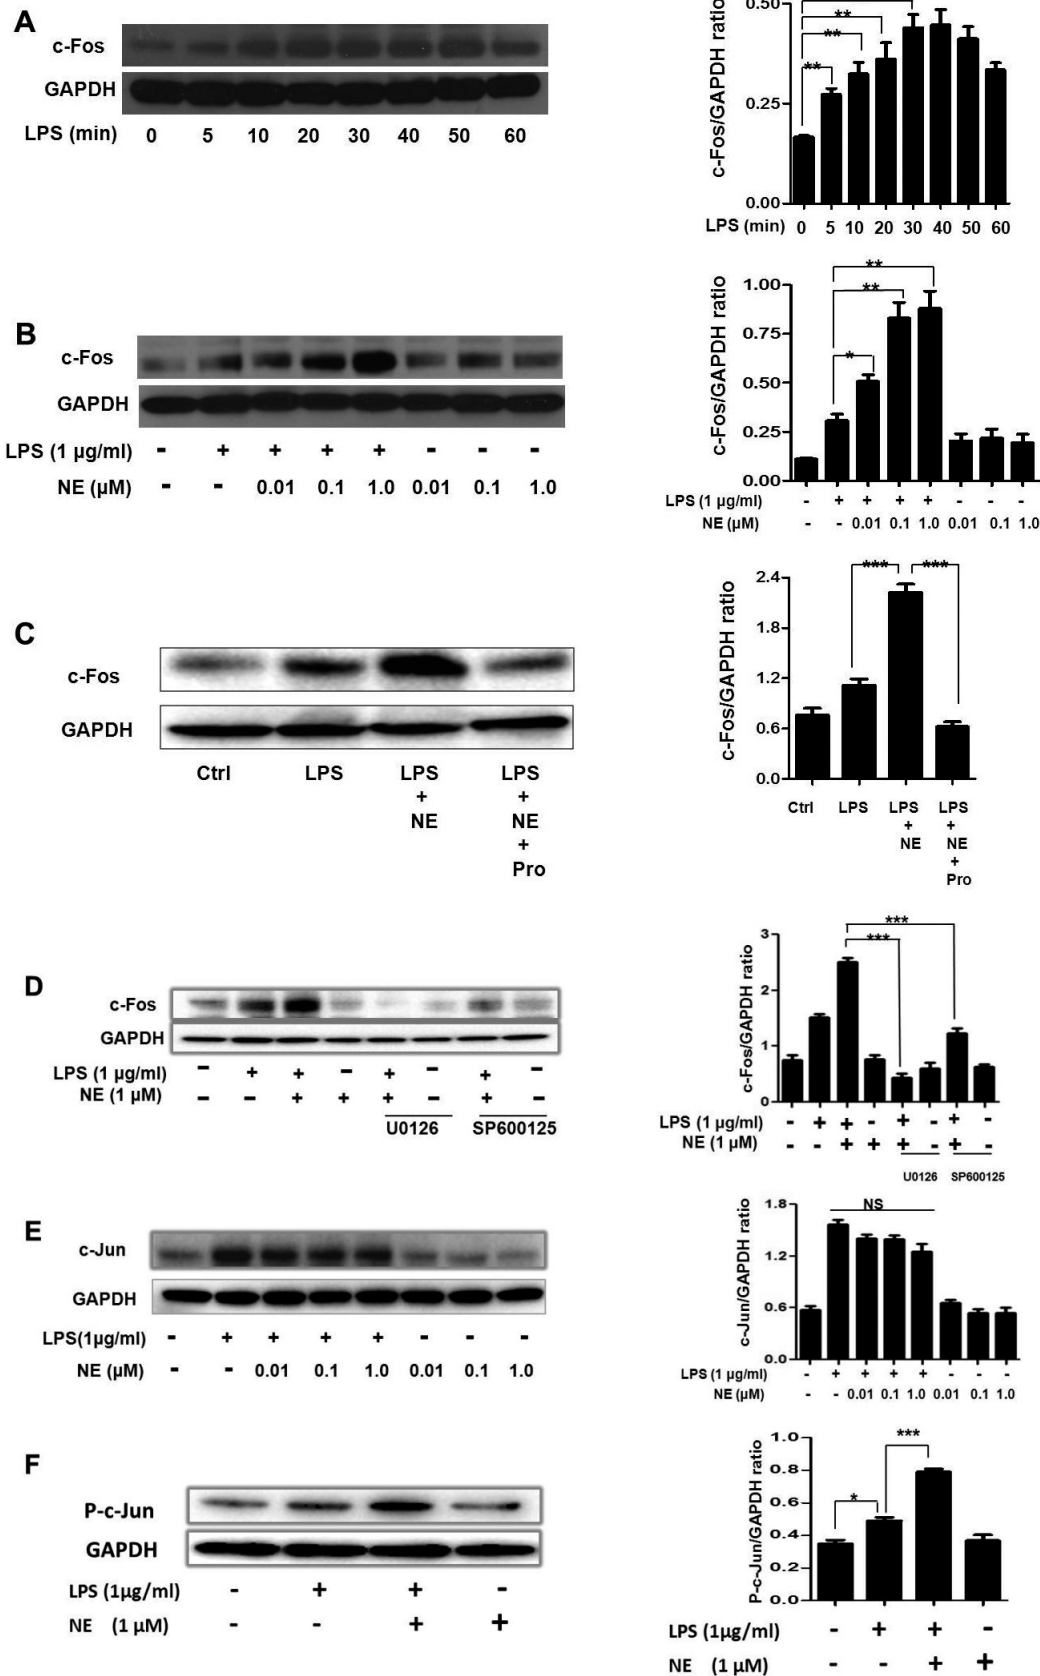 A
c-Fos
GAPDH
LPS (min) 0 5 10 20 30 40 50 60
c-Fos/GAPDH ratio
0.50
0.25
0.00
**
**
**
LPS (min) 0 5 10 20 30 40 50 60
B
c-Fos
GAPDH
LPS (1 µg/ml) - + + + + - - -
NE (µM) - - 0.01 0.1 1.0 0.01 0.1 1.0
c-Fos/GAPDH ratio
1.00
0.75
0.50
0.25
0.00
**
**
*
LPS (1 µg/ml) - + + + + - - -
NE (µM) - - 0.01 0.1 1.0 0.01 0.1 1.0
C
c-Fos
GAPDH
Ctrl LPS LPS LPS
+ +
NE NE
+
Pro
c-Fos/GAPDH ratio
2.4
1.8
1.2
0.6
0.0
*** ***
Ctrl LPS LPS LPS
+ +
NE NE
+
Pro
D
c-Fos
GAPDH
LPS (1 µg/ml) - + + - + - + -
NE (1 µM) - - + + + - + -
U0126 SP600125
c-Fos/GAPDH ratio
3
2
1
0
***
***
LPS (1 µg/ml) - + + - + - + -
NE (1 µM) - - + + + - + -
U0126 SP600125
E
c-Jun
GAPDH
LPS(1µg/ml) - + + + + - - -
NE (µM) - - 0.01 0.1 1.0 0.01 0.1 1.0
c-Jun/GAPDH ratio
1.8
1.2
0.6
0.0
NS
LPS (1 µg/ml) - + + + + - - -
NE (µM) - - 0.01 0.1 1.0 0.01 0.1 1.0
F
P-c-Jun
GAPDH
LPS (1µg/ml) - + + -
NE (1 µM) - - + +
P-c-Jun/GAPDH ratio
1.0
0.8
0.6
0.4
0.2
0.0
*
***
LPS (1µg/ml) - + + -
NE (1 µM) - - + +